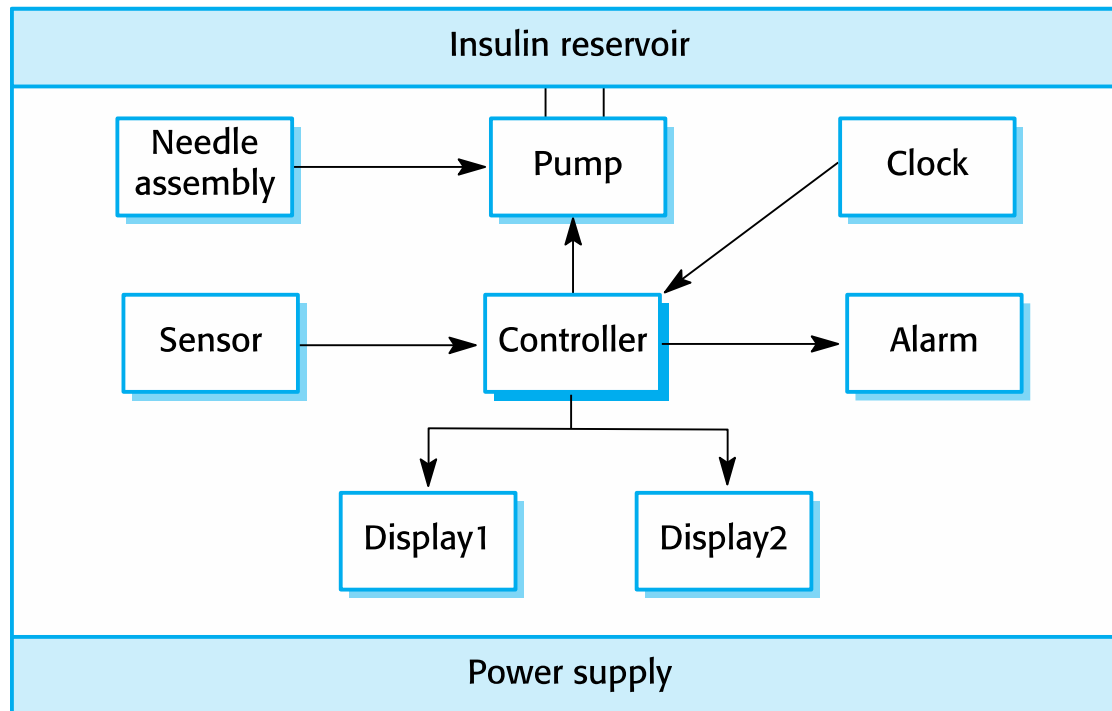 Insulin reservoir
Needle
assembly
Pump
Clock
Sensor
Controller
Alarm
Display1
Display2
Power supply